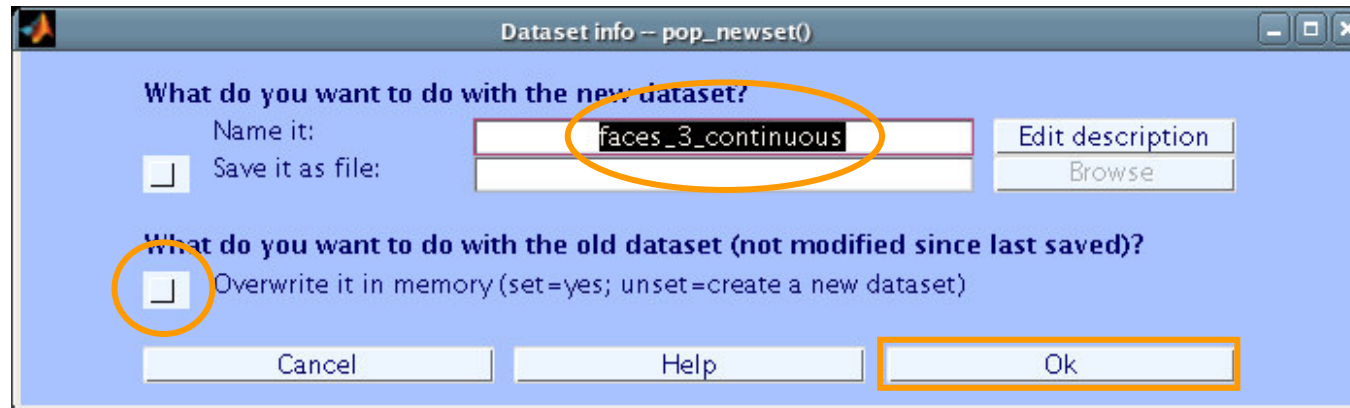 Dataset info -- pop_newset()
What do you want to do with the new dataset?
Name it: faces_3_continuous Edit description
Save it as file: Browse
What do you want to do with the old dataset (not modified since last saved)?
Overwrite it in memory (set=yes; unset=create a new dataset)
Cancel Help Ok